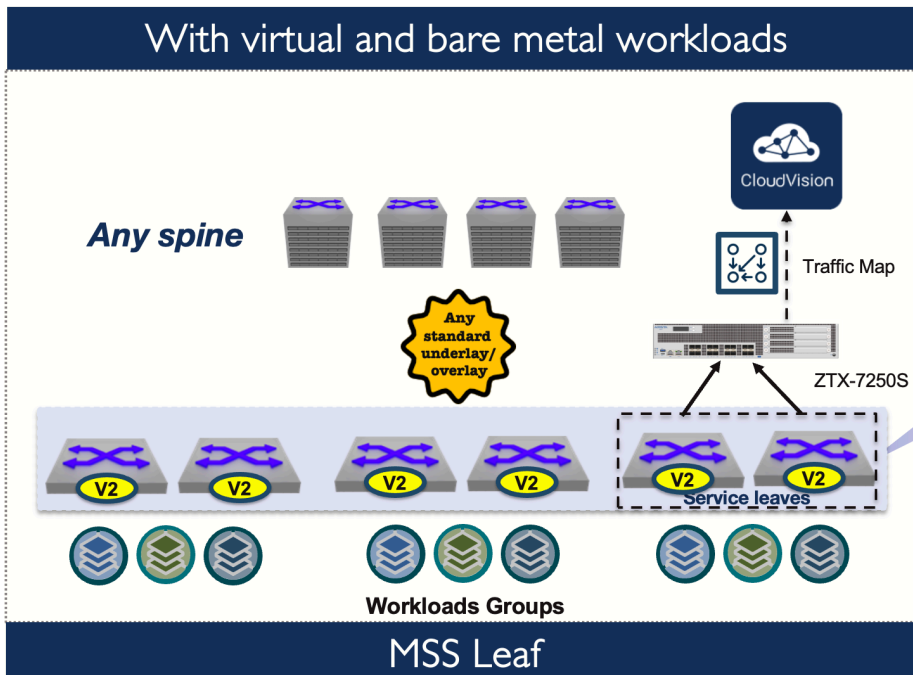 With virtual and bare metal workloads
CloudVision
Any spine
Traffic Map
Any
standard
underlay/
overlay
ZTX-7250S
V2
V2
V2
V2
V2
V2
Service leaves
Workloads Groups
MSS Leaf